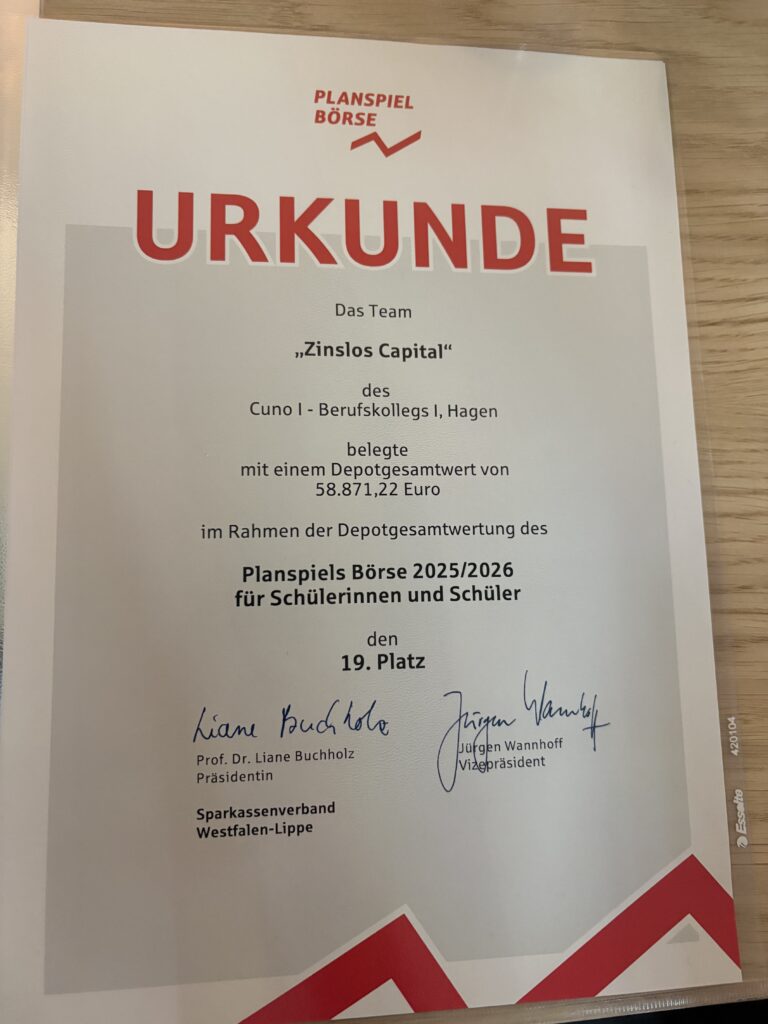 PLANSPIEL
BÖRSE
URKUNDE
Das Team
„Zinslos Capital“
des
Cuno I - Berufskollegs I, Hagen
belegte
mit einem Depotgesamtwert von
58.871,22 Euro
im Rahmen der Depotgesamtwertung des
Planspiels Börse 2025/2026
für Schülerinnen und Schüler
den
19. Platz
Liane Buchholz
Jürgen Wannhoff
Prof. Dr. Liane Buchholz
Präsidentin
Jürgen Wannhoff
Vizepräsident
Sparkassenverband
Westfalen-Lippe
Esselte 420104